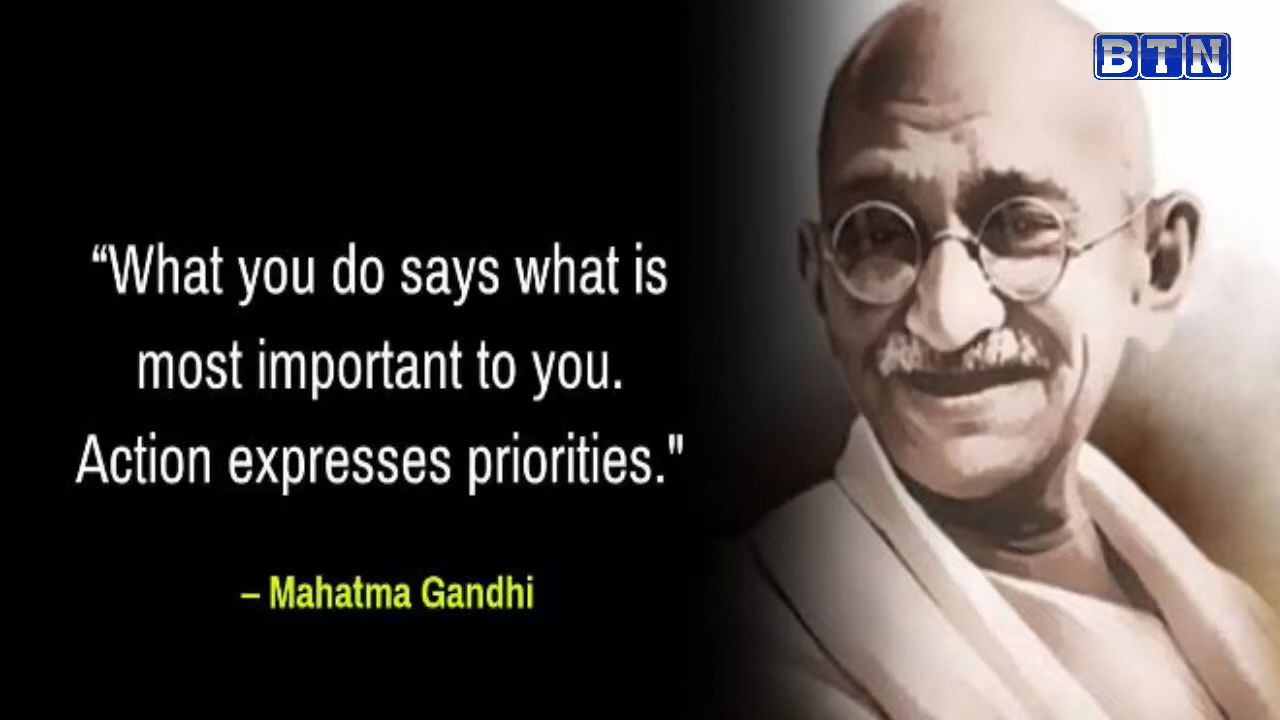 BTN
“What you do says what is
most important to you.
Action expresses priorities."
– Mahatma Gandhi